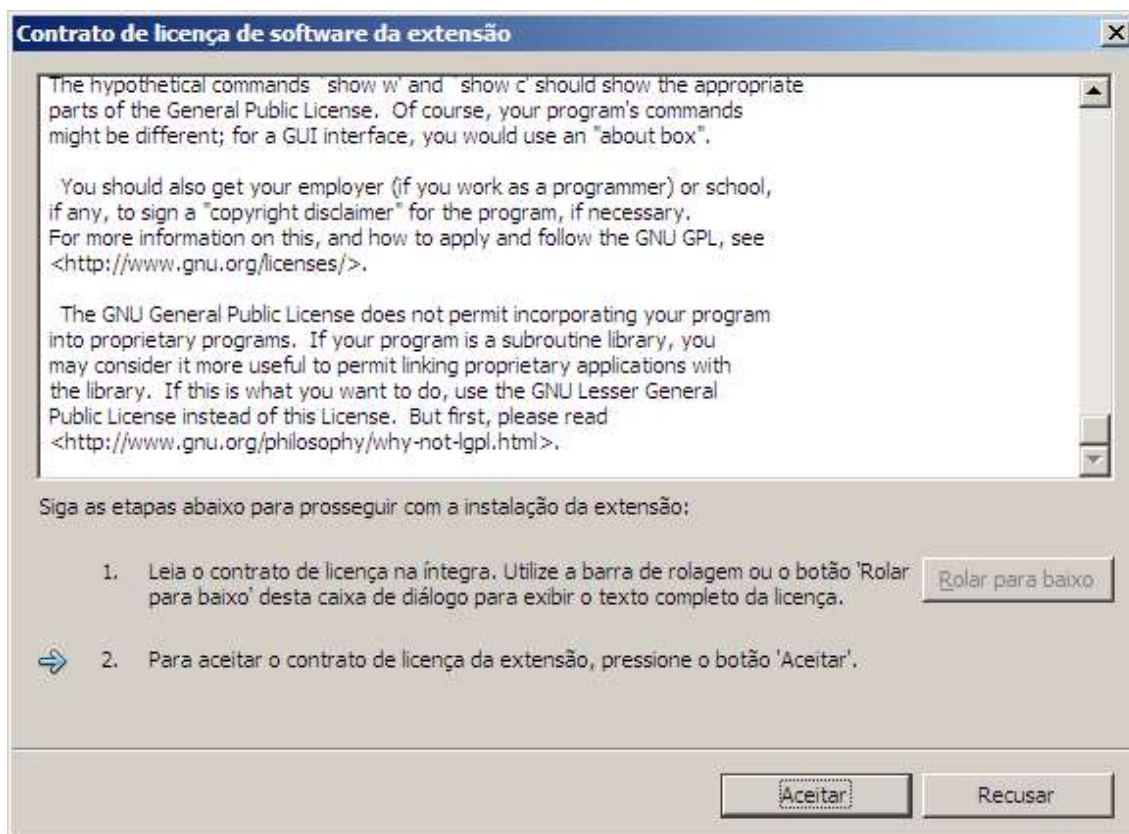 Contrato de licença de software da extensão
The hypothetical commands `show w' and `show c' should show the appropriate
parts of the General Public License.  Of course, your program's commands
might be different; for a GUI interface, you would use an "about box".
You should also get your employer (if you work as a programmer) or school,
if any, to sign a "copyright disclaimer" for the program, if necessary.
For more information on this, and how to apply and follow the GNU GPL, see
<http://www.gnu.org/licenses/>.
The GNU General Public License does not permit incorporating your program
into proprietary programs.  If your program is a subroutine library, you
may consider it more useful to permit linking proprietary applications with
the library.  If this is what you want to do, use the GNU Lesser General
Public License instead of this License.  But first, please read
<http://www.gnu.org/philosophy/why-not-lgpl.html>.
Siga as etapas abaixo para prosseguir com a instalação da extensão:
1. Leia o contrato de licença na íntegra. Utilize a barra de rolagem ou o botão 'Rolar
para baixo' desta caixa de diálogo para exibir o texto completo da licença.
Rolar para baixo
2. Para aceitar o contrato de licença da extensão, pressione o botão 'Aceitar'.
Aceitar
Recusar